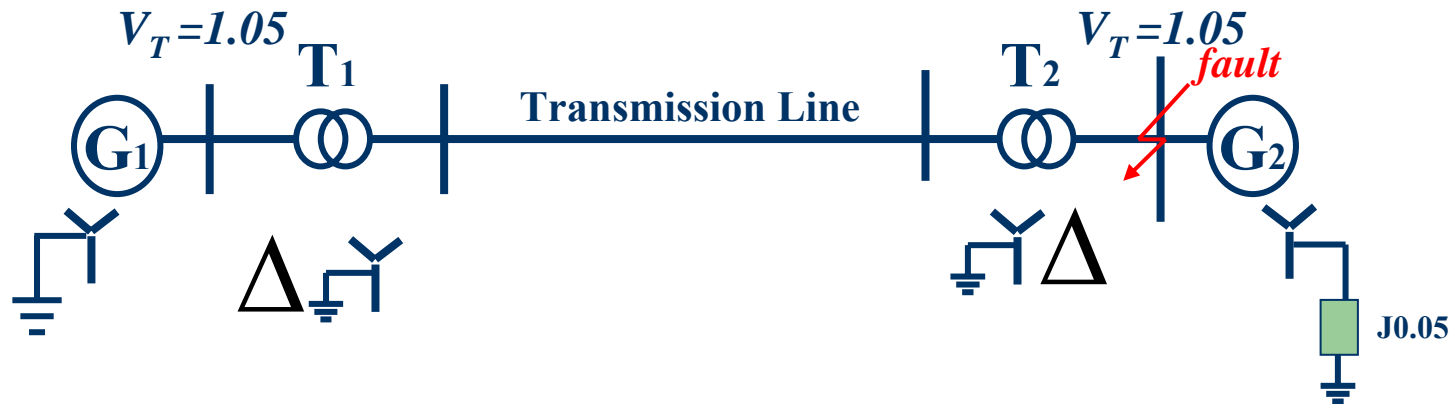 V_T =1.05
V_T =1.05
T1
T2
fault
Transmission Line
G1
G2
Δ
Δ
J0.05